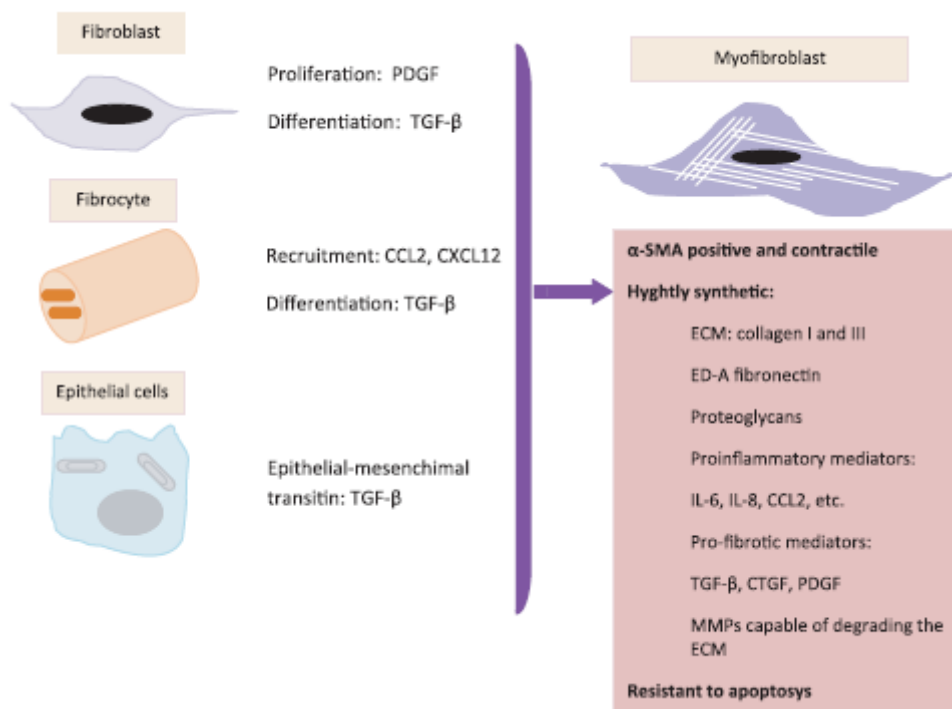 Fibroblast
Proliferation: PDGF
Differentiation: TGF-β
Fibrocyte
Recruitment: CCL2, CXCL12
Differentiation: TGF-β
Epithelial cells
Epithelial-mesenchimal
transitin: TGF-β
Myofibroblast
α-SMA positive and contractile
Hyghtly synthetic:
ECM: collagen I and III
ED-A fibronectin
Proteoglycans
Proinflammatory mediators:
IL-6, IL-8, CCL2, etc.
Pro-fibrotic mediators:
TGF-β, CTGF, PDGF
MMPs capable of degrading the
ECM
Resistant to apoptosys